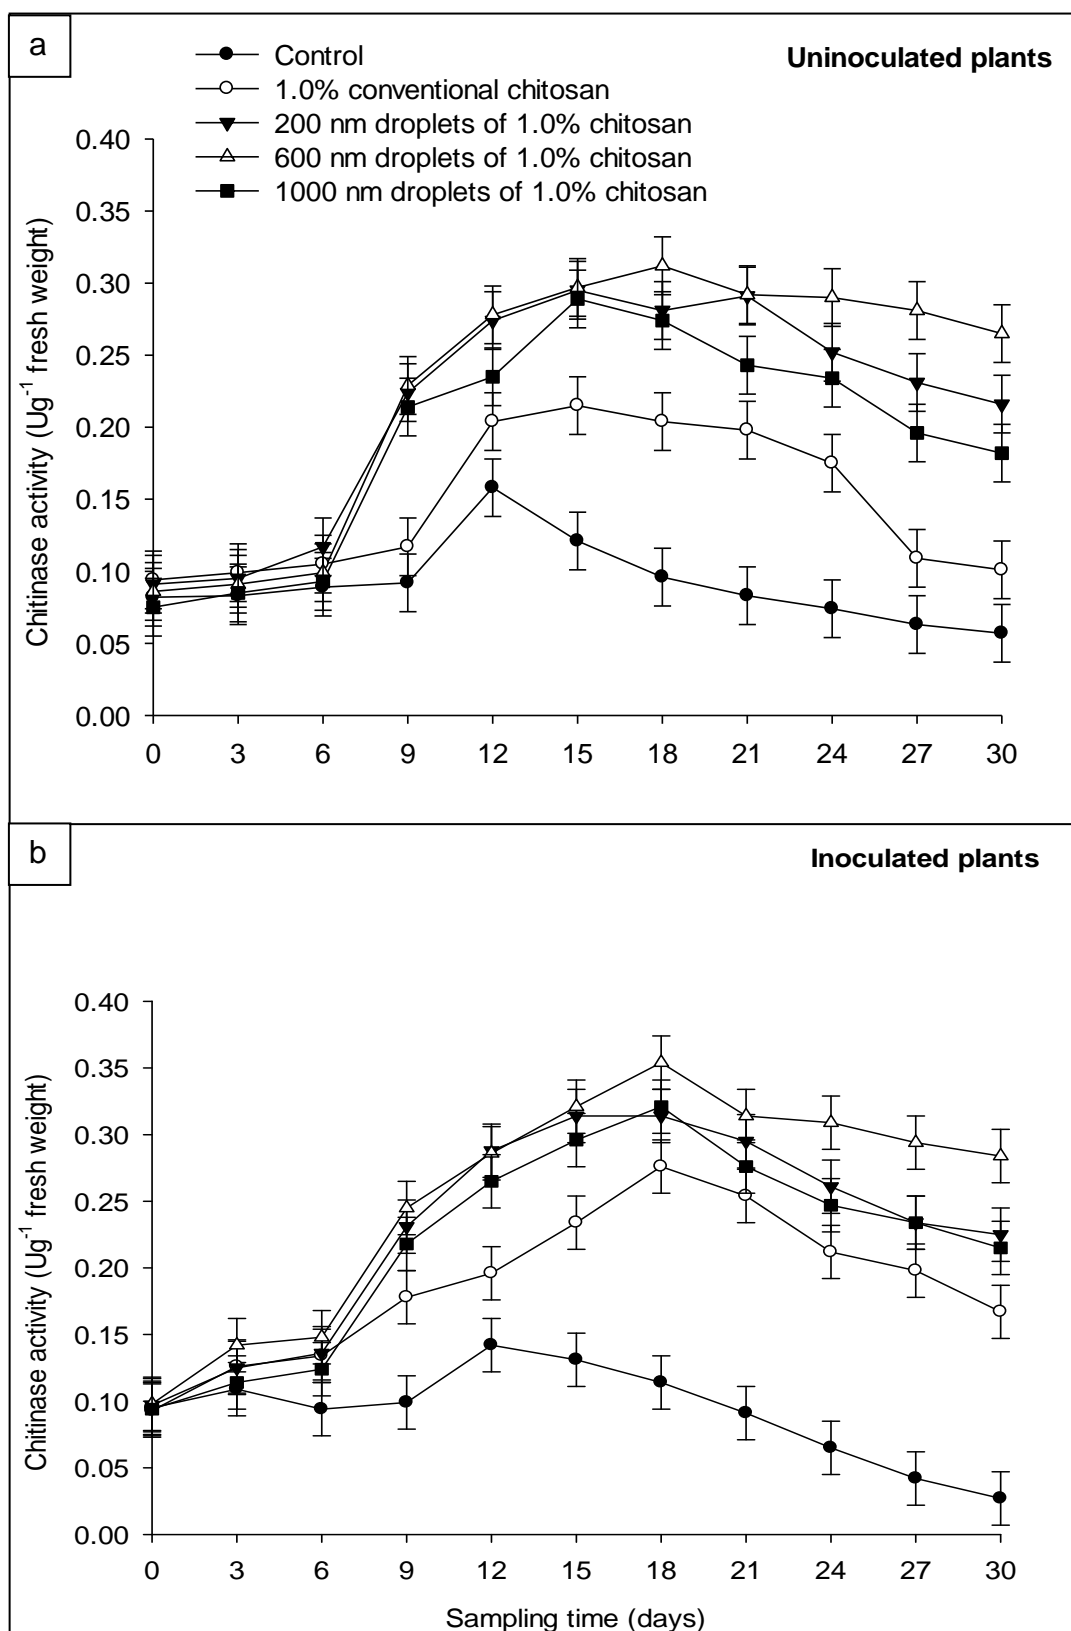 a
Uninoculated plants
Control
1.0% conventional chitosan
200 nm droplets of 1.0% chitosan
600 nm droplets of 1.0% chitosan
1000 nm droplets of 1.0% chitosan
Chitinase activity (Ug⁻¹ fresh weight)
0.40
0.35
0.30
0.25
0.20
0.15
0.10
0.05
0.00
0 3 6 9 12 15 18 21 24 27 30
b
Inoculated plants
Chitinase activity (Ug⁻¹ fresh weight)
0.40
0.35
0.30
0.25
0.20
0.15
0.10
0.05
0.00
0 3 6 9 12 15 18 21 24 27 30
Sampling time (days)